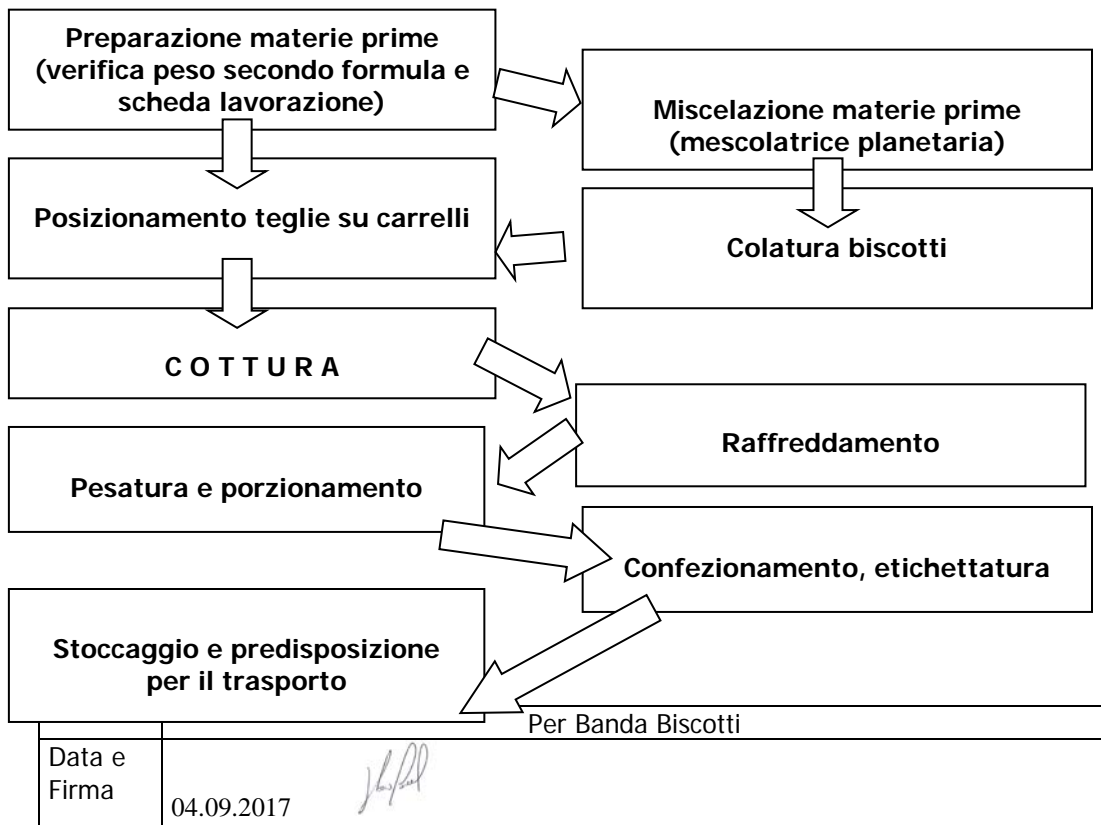 Preparazione materie prime
(verifica peso secondo formula e
scheda lavorazione)
Miscelazione materie prime
(mescolatrice planetaria)
Posizionamento teglie su carrelli
Colatura biscotti
C O T T U R A
Raffreddamento
Pesatura e porzionamento
Confezionamento, etichettatura
Stoccaggio e predisposizione
per il trasporto
Per Banda Biscotti
Data e
Firma
04.09.2017